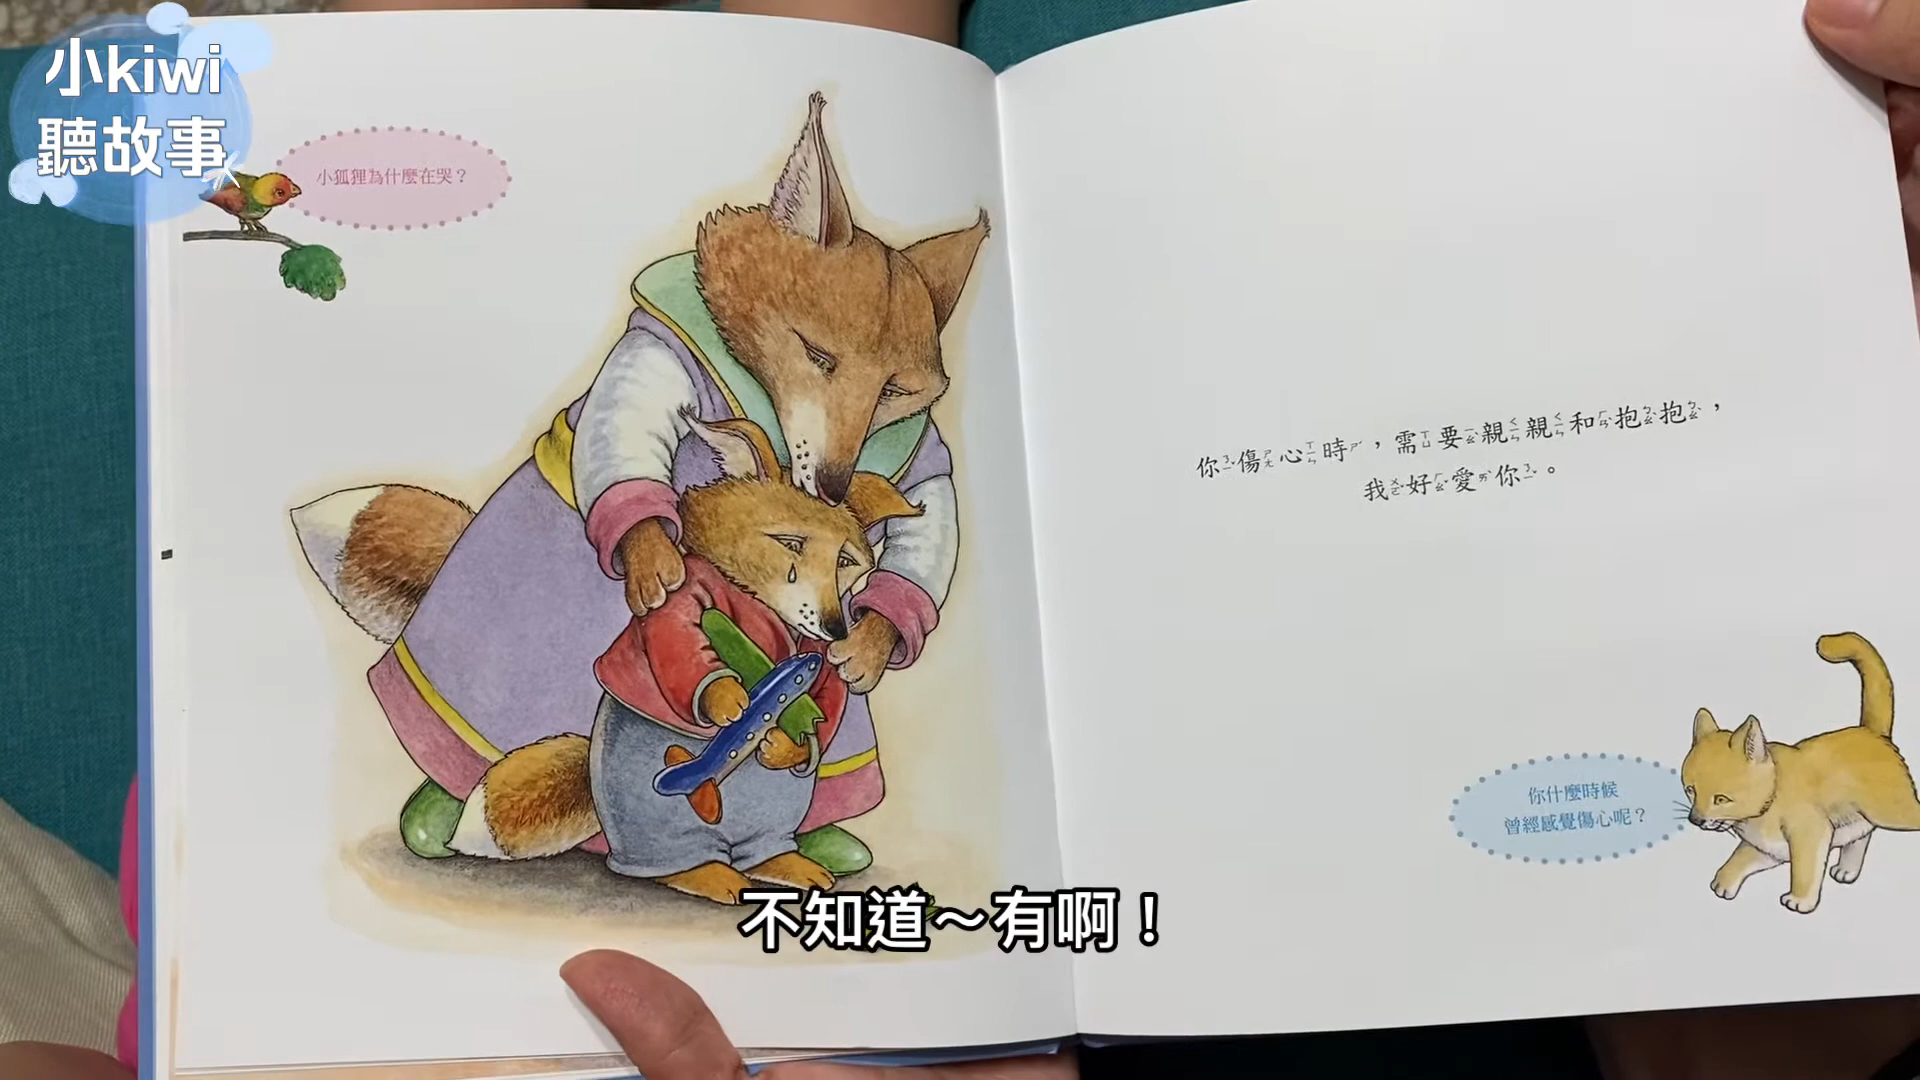 小kiwi
聽故事
小狐狸為什麼在哭？
你傷心時，需要親親和抱抱，
我好愛你。
你什麼時候
曾經感覺傷心呢？
不知道～有啊！